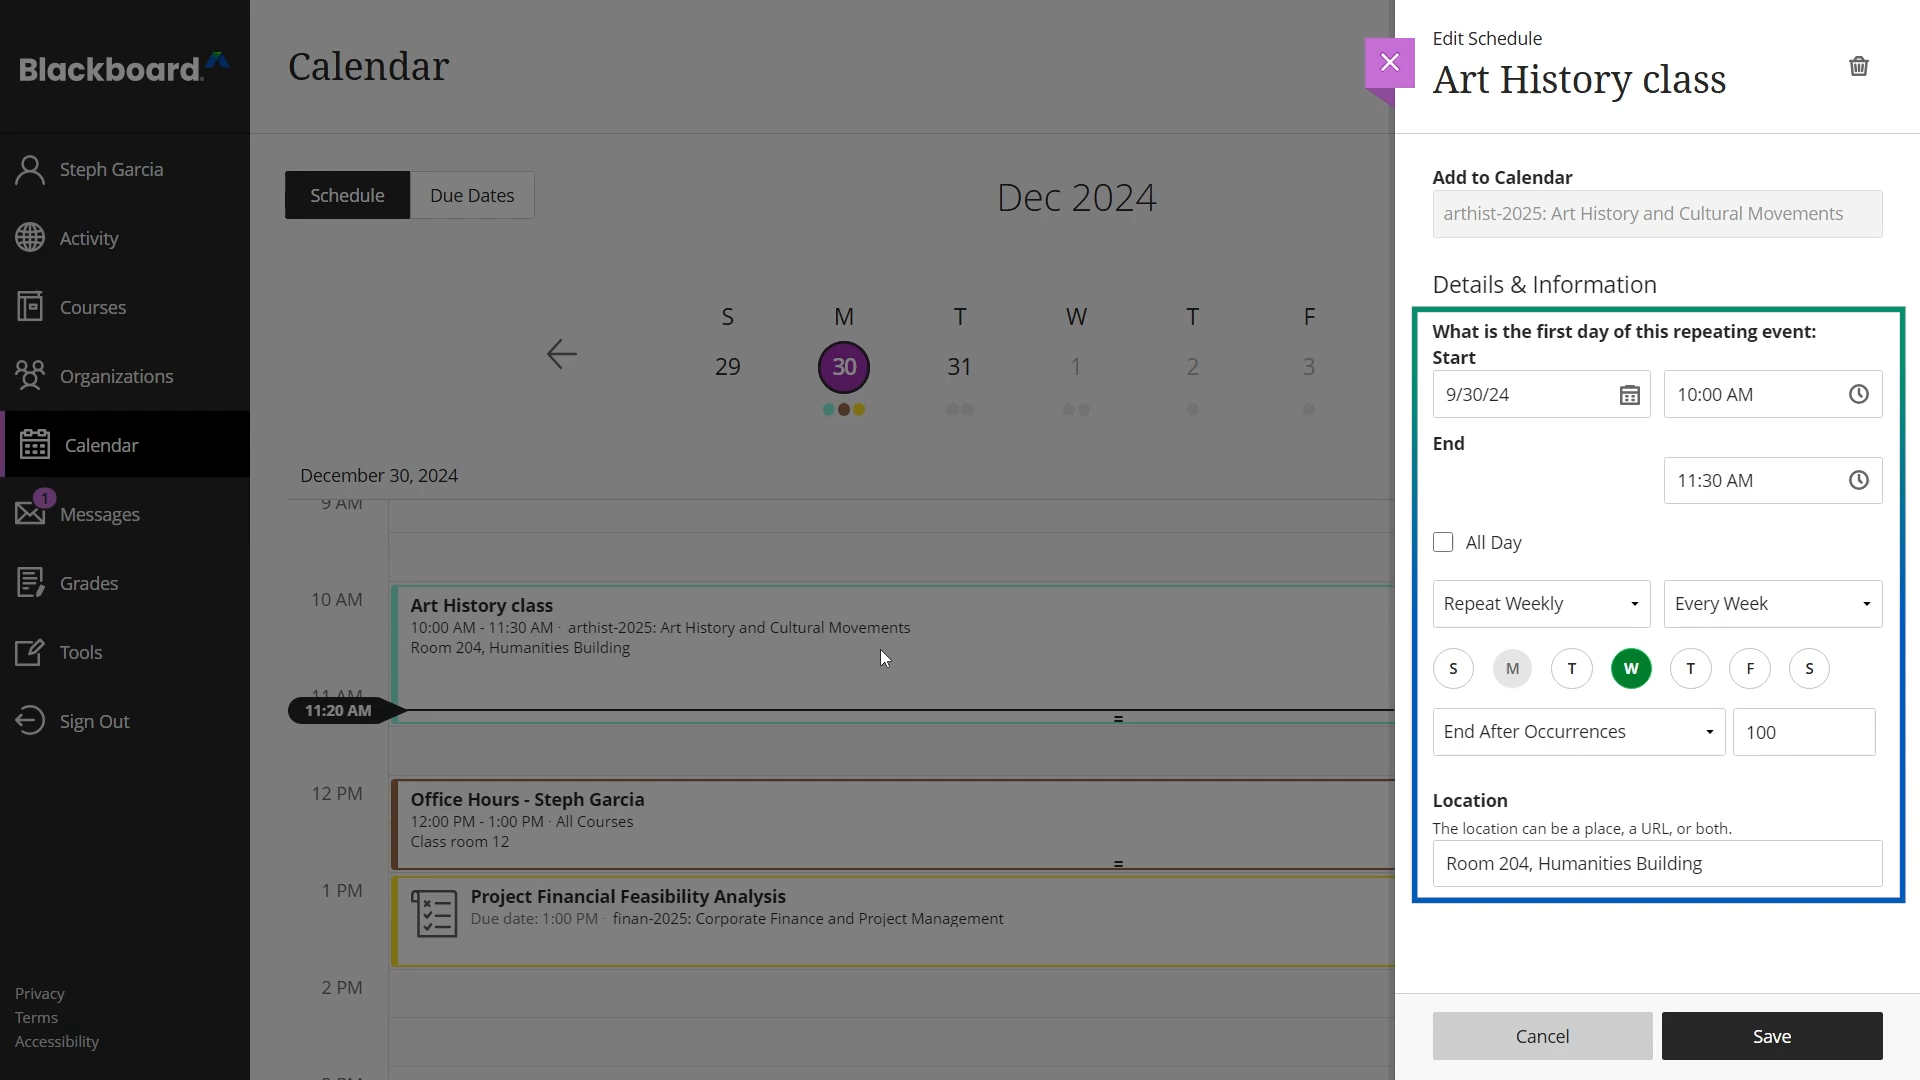 Blackboard.
Steph Garcia
Activity
Courses
Organizations
Calendar
1
Messages
Grades
Tools
Sign Out
Privacy
Terms
Accessibility
Calendar
Schedule
Due Dates
Dec 2024
S M T W T F
29 30 31 1 2 3
December 30, 2024
9 AM
10 AM
Art History class
10:00 AM - 11:30 AM · arthist-2025: Art History and Cultural Movements
Room 204, Humanities Building
11 AM
11:20 AM
12 PM
Office Hours - Steph Garcia
12:00 PM - 1:00 PM · All Courses
Class room 12
1 PM
Project Financial Feasibility Analysis
Due date: 1:00 PM · finan-2025: Corporate Finance and Project Management
2 PM
Edit Schedule
Art History class
Add to Calendar
arthist-2025: Art History and Cultural Movements
Details & Information
What is the first day of this repeating event:
Start
9/30/24 10:00 AM
End
11:30 AM
All Day
Repeat Weekly Every Week
S M T W T F S
End After Occurrences 100
Location
The location can be a place, a URL, or both.
Room 204, Humanities Building
Cancel Save